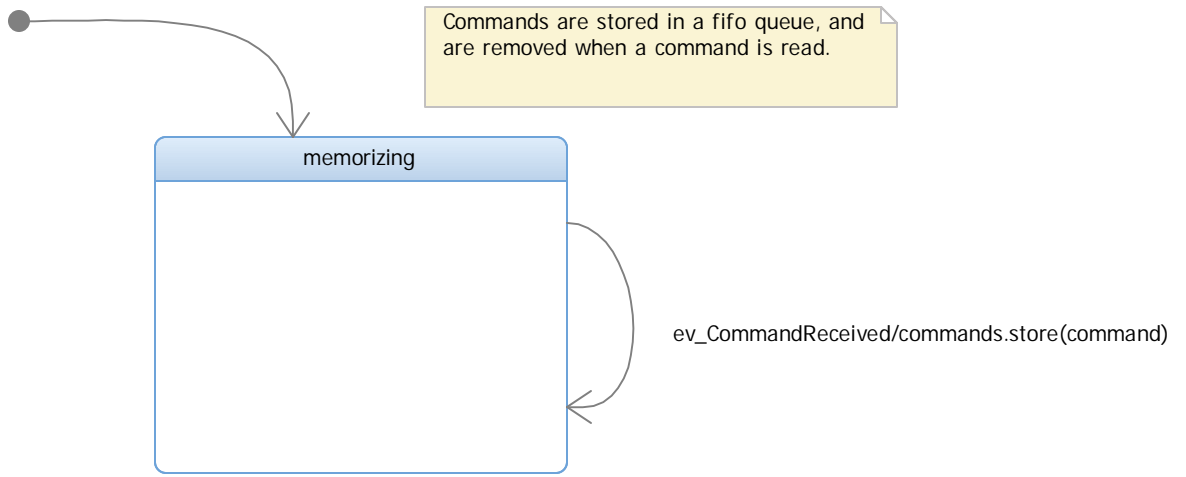 Commands are stored in a fifo queue, and
are removed when a command is read.
memorizing
ev_CommandReceived/commands.store(command)